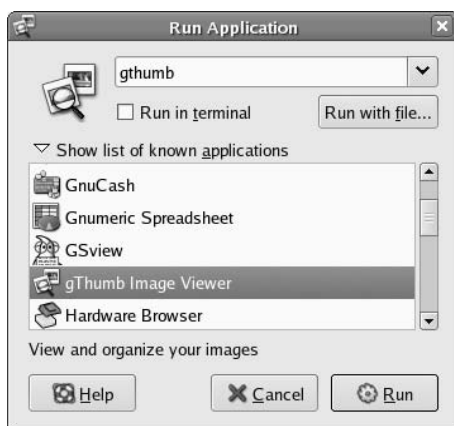 Run Application
gthumb
Run in terminal
Run with file...
Show list of known applications
GnuCash
Gnumeric Spreadsheet
GSview
gThumb Image Viewer
Hardware Browser
View and organize your images
Help
Cancel
Run